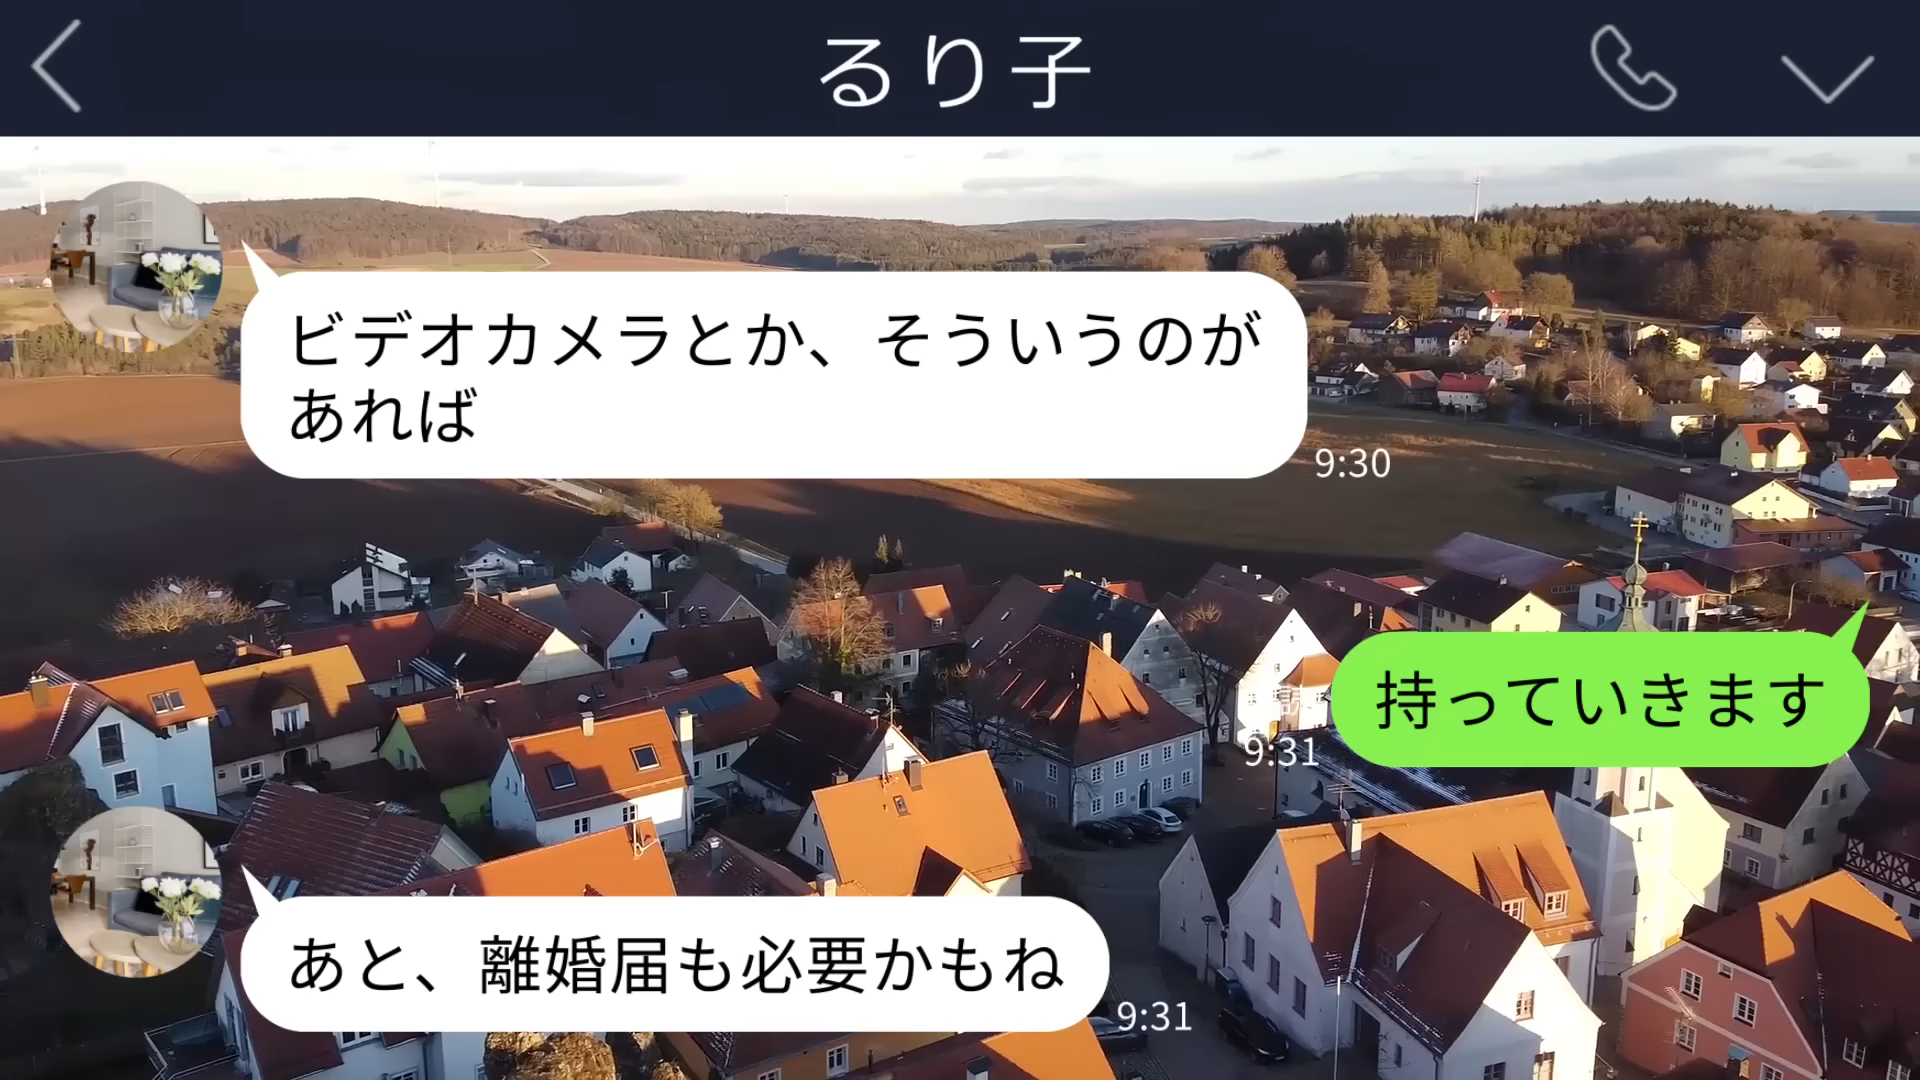 るり子
ビデオカメラとか、そういうのが
あれば
9:30
持っていきます
9:31
あと、離婚届も必要かもね
9:31